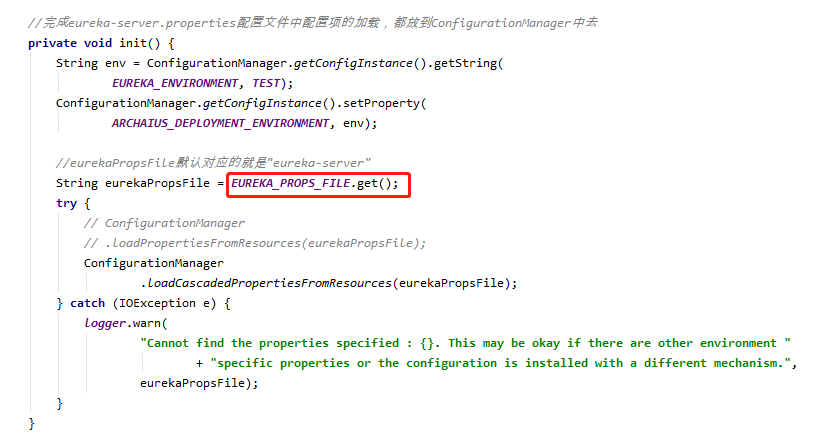 //完成eureka-server.properties配置文件中配置项的加载，都放到ConfigurationManager中去
private void init() {
    String env = ConfigurationManager.getConfigInstance().getString(
            EUREKA_ENVIRONMENT, TEST);
    ConfigurationManager.getConfigInstance().setProperty(
            ARCHAIUS_DEPLOYMENT_ENVIRONMENT, env);
    //eurekaPropsFile默认对应的就是"eureka-server"
    String eurekaPropsFile = EUREKA_PROPS_FILE.get();
    try {
        // ConfigurationManager
        // .loadPropertiesFromResources(eurekaPropsFile);
        ConfigurationManager
                .loadCascadedPropertiesFromResources(eurekaPropsFile);
    } catch (IOException e) {
        logger.warn(
                "Cannot find the properties specified : {}. This may be okay if there are other environment "
                        + "specific properties or the configuration is installed with a different mechanism.",
                eurekaPropsFile);
    }
}